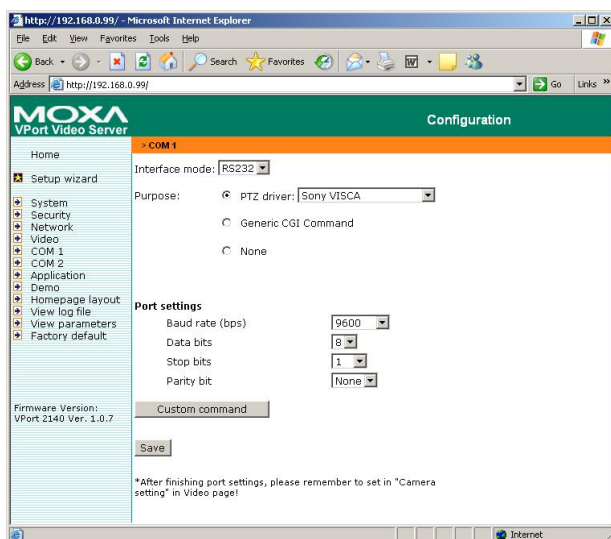 http://192.168.0.99/ - Microsoft Internet Explorer
File Edit View Favorites Tools Help
Back Search Favorites
Address http://192.168.0.99/ Go Links »
MOXA
VPort Video Server
Configuration
> COM 1
Home
Setup wizard
System
Security
Network
Video
COM 1
COM 2
Application
Demo
Homepage layout
View log file
View parameters
Factory default
Firmware Version:
VPort 2140 Ver. 1.0.7
Interface mode: RS232
Purpose: PTZ driver: Sony VISCA
Generic CGI Command
None
Port settings
Baud rate (bps) 9600
Data bits 8
Stop bits 1
Parity bit None
Custom command
Save
*After finishing port settings, please remember to set in "Camera
setting" in Video page!
Internet